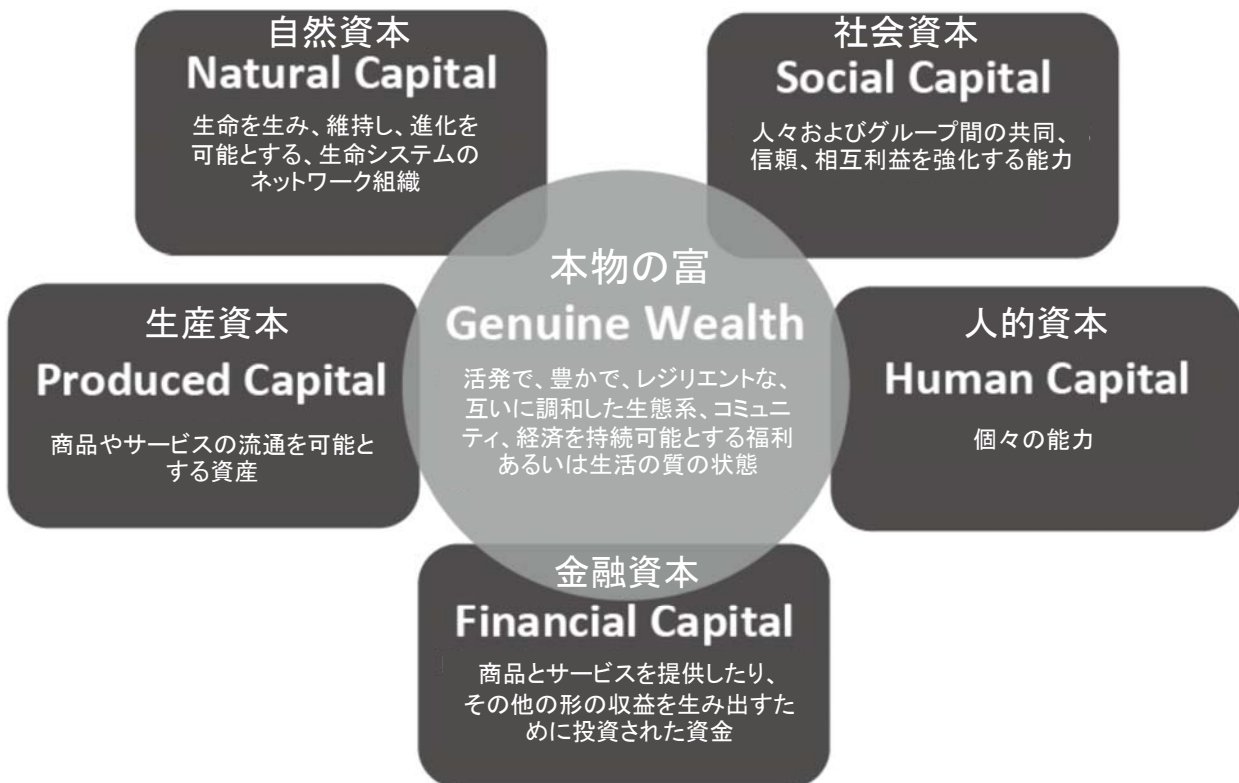 自然資本
Natural Capital
生命を生み、維持し、進化を
可能とする、生命システムの
ネットワーク組織
社会資本
Social Capital
人々およびグループ間の共同、
信頼、相互利益を強化する能力
本物の富
Genuine Wealth
活発で、豊かで、レジリエントな、
互いに調和した生態系、コミュニ
ティ、経済を持続可能とする福利
あるいは生活の質の状態
生産資本
Produced Capital
商品やサービスの流通を可能と
する資産
人的資本
Human Capital
個々の能力
金融資本
Financial Capital
商品とサービスを提供したり、
その他の形の収益を生み出すた
めに投資された資金